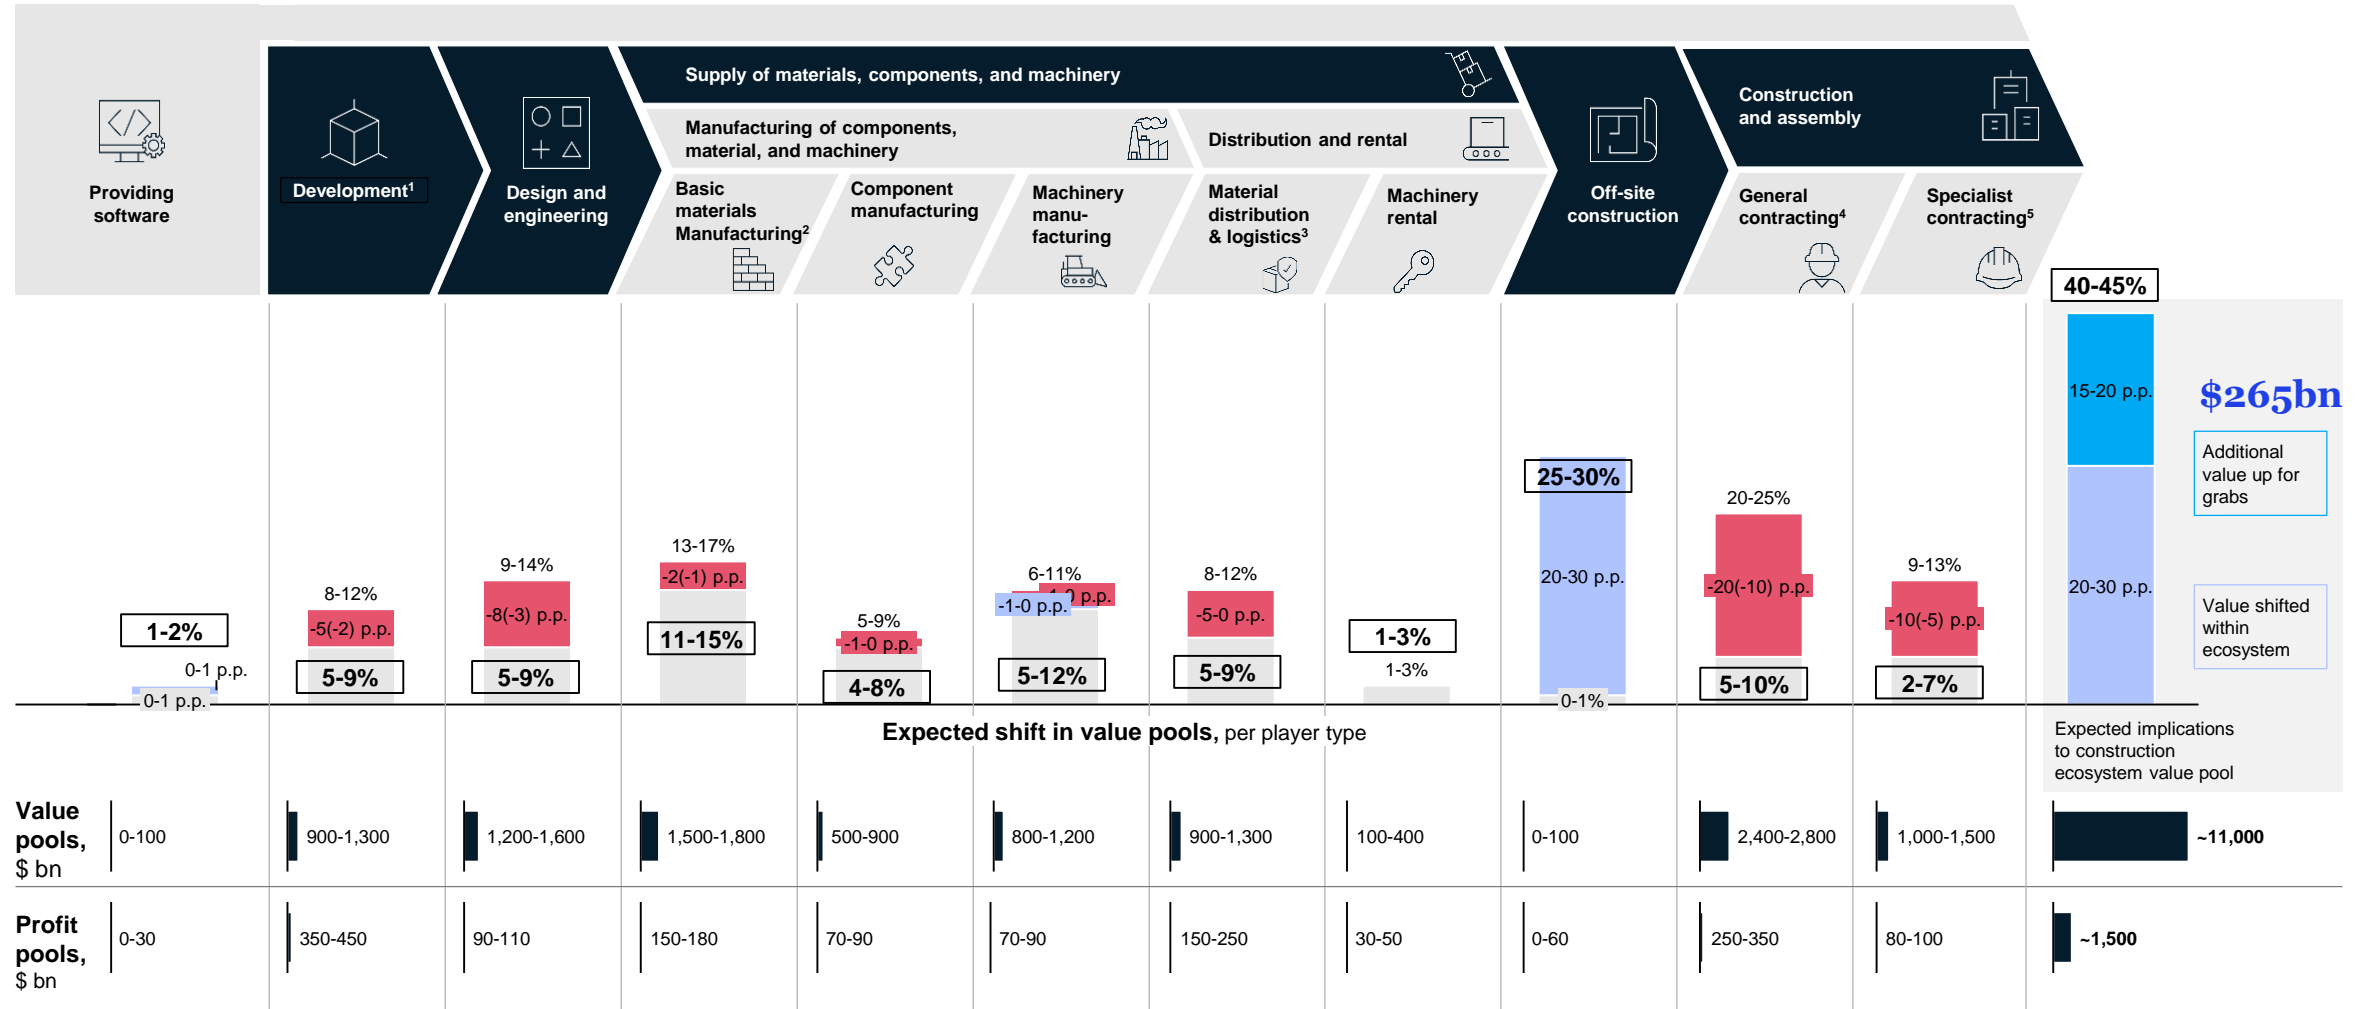 Providing
software
Development1
Design and
engineering
Supply of materials, components, and machinery
Manufacturing of components,
material, and machinery
Distribution and rental
Basic
materials
Manufacturing2
Component
manufacturing
Machinery
manu-
facturing
Material
distribution
& logistics3
Machinery
rental
Off-site
construction
Construction
and assembly
General
contracting4
Specialist
contracting5
1-2%
0-1 p.p.
0-1 p.p.
8-12%
-5(-2) p.p.
5-9%
9-14%
-8(-3) p.p.
5-9%
13-17%
-2(-1) p.p.
11-15%
5-9%
-1-0 p.p.
4-8%
6-11%
-1-0 p.p.
-1-0 p.p.
5-12%
8-12%
-5-0 p.p.
5-9%
1-3%
1-3%
25-30%
20-30 p.p.
0-1%
20-25%
-20(-10) p.p.
5-10%
9-13%
-10(-5) p.p.
2-7%
40-45%
15-20 p.p.
20-30 p.p.
$265bn
Additional
value up for
grabs
Value shifted
within
ecosystem
Expected shift in value pools, per player type
Expected implications
to construction
ecosystem value pool
Value
pools,
$ bn
0-100
900-1,300
1,200-1,600
1,500-1,800
500-900
800-1,200
900-1,300
100-400
0-100
2,400-2,800
1,000-1,500
~11,000
Profit
pools,
$ bn
0-30
350-450
90-110
150-180
70-90
70-90
150-250
30-50
0-60
250-350
80-100
~1,500